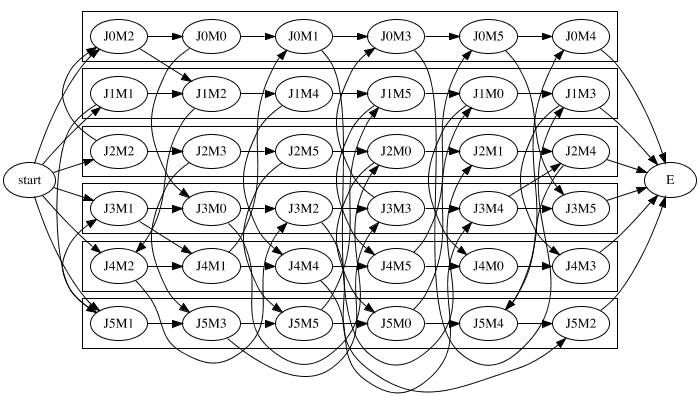 J0M2 J0M0 J0M1 J0M3 J0M5 J0M4
J1M1 J1M2 J1M4 J1M5 J1M0 J1M3
J2M2 J2M3 J2M5 J2M0 J2M1 J2M4
start E
J3M1 J3M0 J3M2 J3M3 J3M4 J3M5
J4M2 J4M1 J4M4 J4M5 J4M0 J4M3
J5M1 J5M3 J5M5 J5M0 J5M4 J5M2